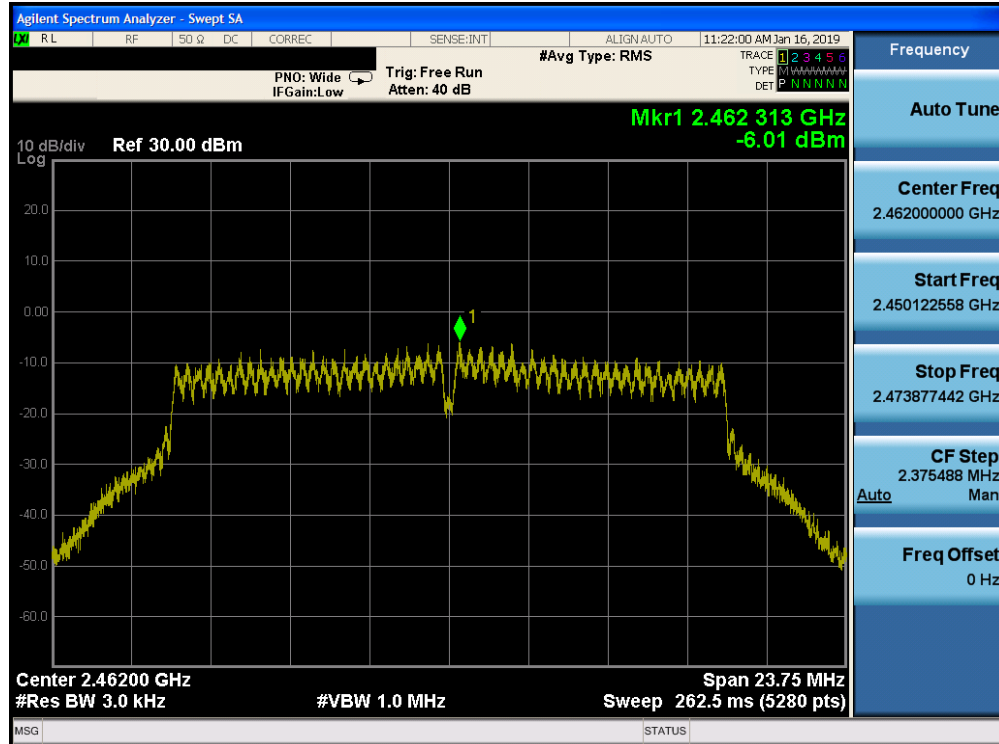 Agilent Spectrum Analyzer - Swept SA
LXI RL RF 50 Ω DC CORREC SENSE:INT ALIGN AUTO 11:22:00 AM Jan 16, 2019
#Avg Type: RMS TRACE 1 2 3 4 5 6
PNO: Wide Trig: Free Run TYPE M WWWWW
IFGain:Low Atten: 40 dB DET P N N N N N
Mkr1 2.462 313 GHz
10 dB/div Ref 30.00 dBm -6.01 dBm
Log
20.0
10.0
0.00
1
-10.0
-20.0
-30.0
-40.0
-50.0
-60.0
Center 2.46200 GHz Span 23.75 MHz
#Res BW 3.0 kHz #VBW 1.0 MHz Sweep 262.5 ms (5280 pts)
MSG STATUS
Frequency
Auto Tune
Center Freq
2.462000000 GHz
Start Freq
2.450122558 GHz
Stop Freq
2.473877442 GHz
CF Step
2.375488 MHz
Auto Man
Freq Offset
0 Hz